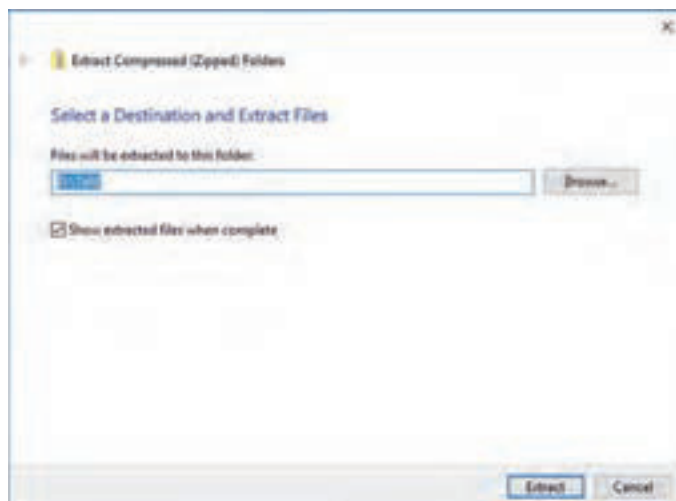 Extract Compressed (Zipped) Folders
Select a Destination and Extract Files
Files will be extracted to this folder:
Browse...
Show extracted files when complete
Extract
Cancel